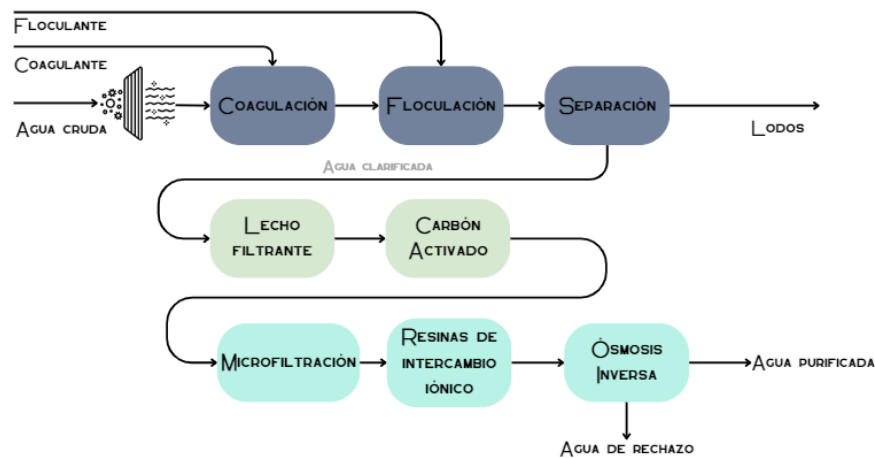 Floculante
Coagulante
Agua cruda
Coagulación
Floculación
Separación
Lodos
Agua clarificada
Lecho
filtrante
Carbón
Activado
Microfiltración
Resinas de
intercambio
iónico
Ósmosis
Inversa
Agua purificada
Agua de rechazo